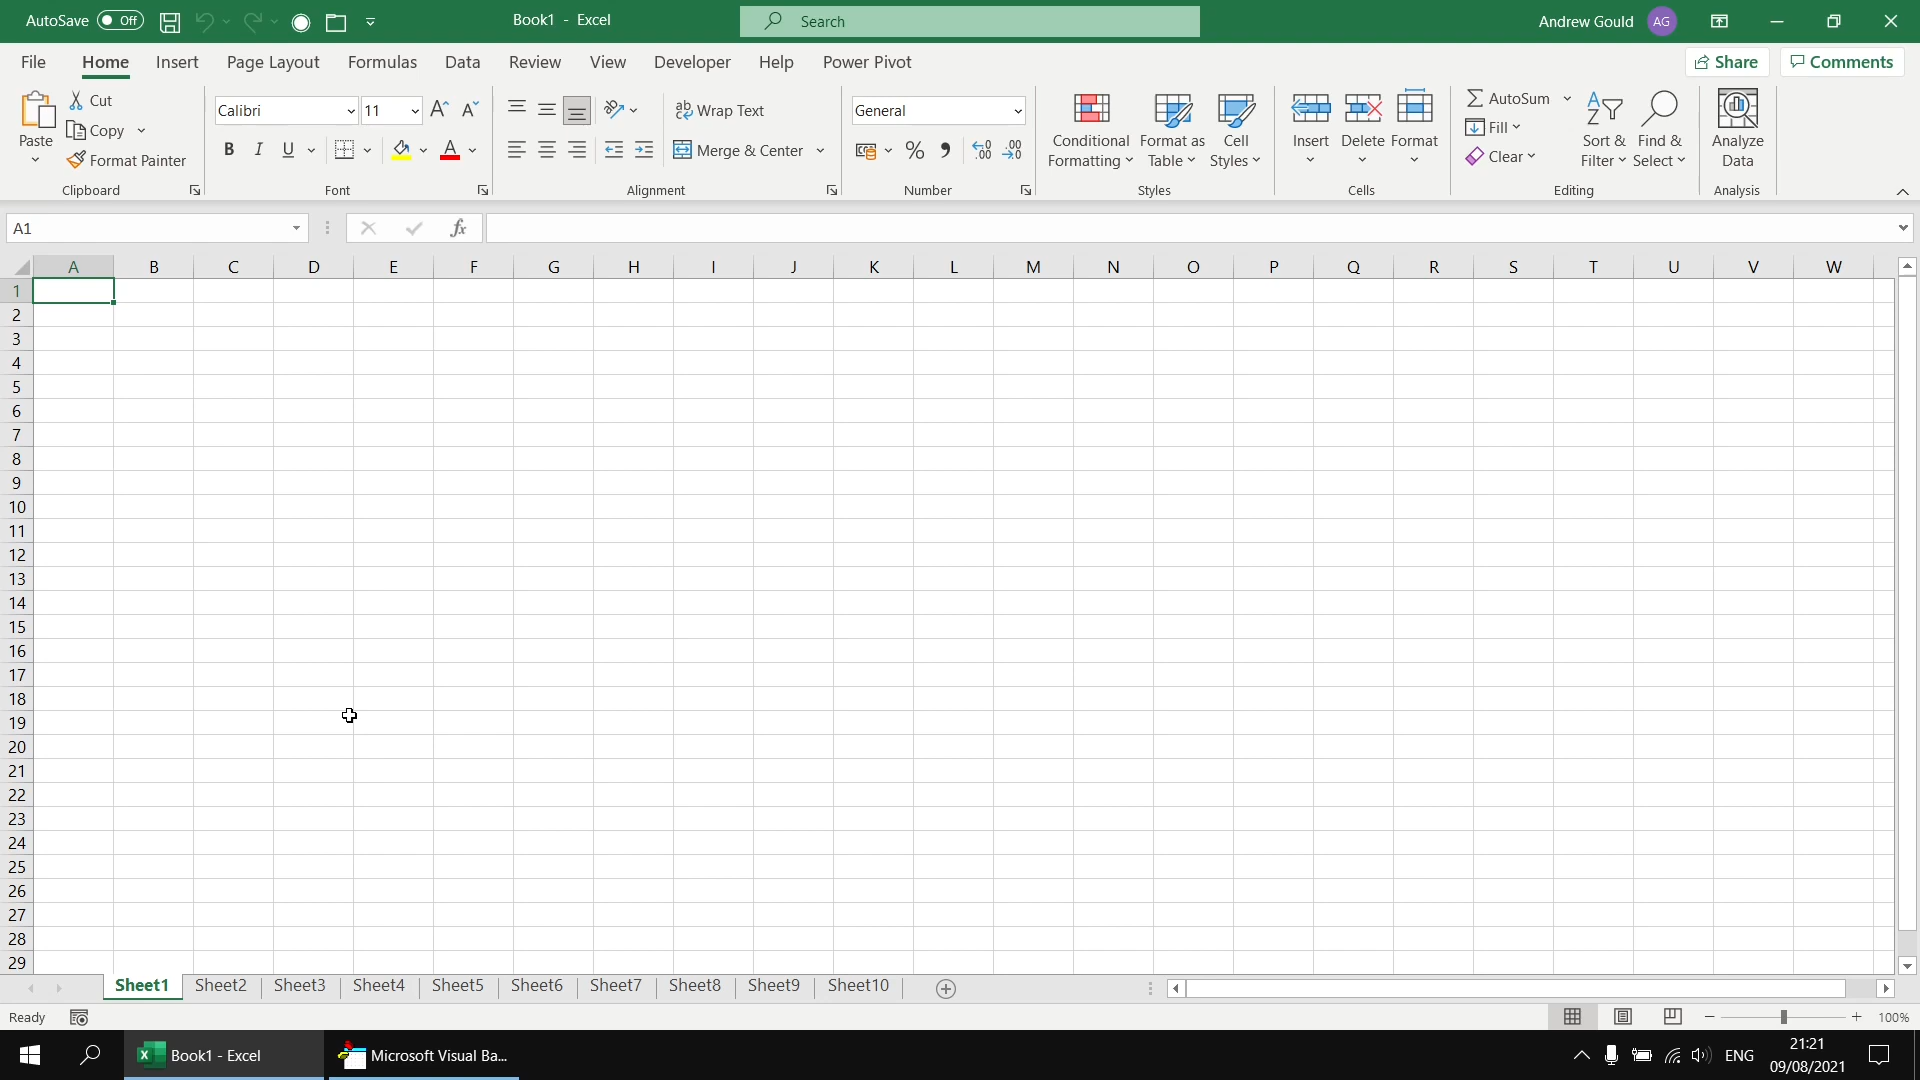 AutoSave Off Book1 - Excel Search Andrew Gould AG
File Home Insert Page Layout Formulas Data Review View Developer Help Power Pivot Share Comments
Paste Cut Copy Format Painter
Clipboard
Calibri 11
B I U A
Font
Wrap Text
Merge & Center
Alignment
General
% 9
Number
Conditional Formatting Format as Table Cell Styles
Styles
Insert Delete Format
Cells
AutoSum Fill Clear Sort & Filter Find & Select
Editing
Analyze Data
Analysis
A1 fx
A B C D E F G H I J K L M N O P Q R S T U V W
1
2
3
4
5
6
7
8
9
10
11
12
13
14
15
16
17
18
19
20
21
22
23
24
25
26
27
28
29
Sheet1 Sheet2 Sheet3 Sheet4 Sheet5 Sheet6 Sheet7 Sheet8 Sheet9 Sheet10
Ready 100%
Book1 - Excel Microsoft Visual Ba... ENG 21:21
09/08/2021